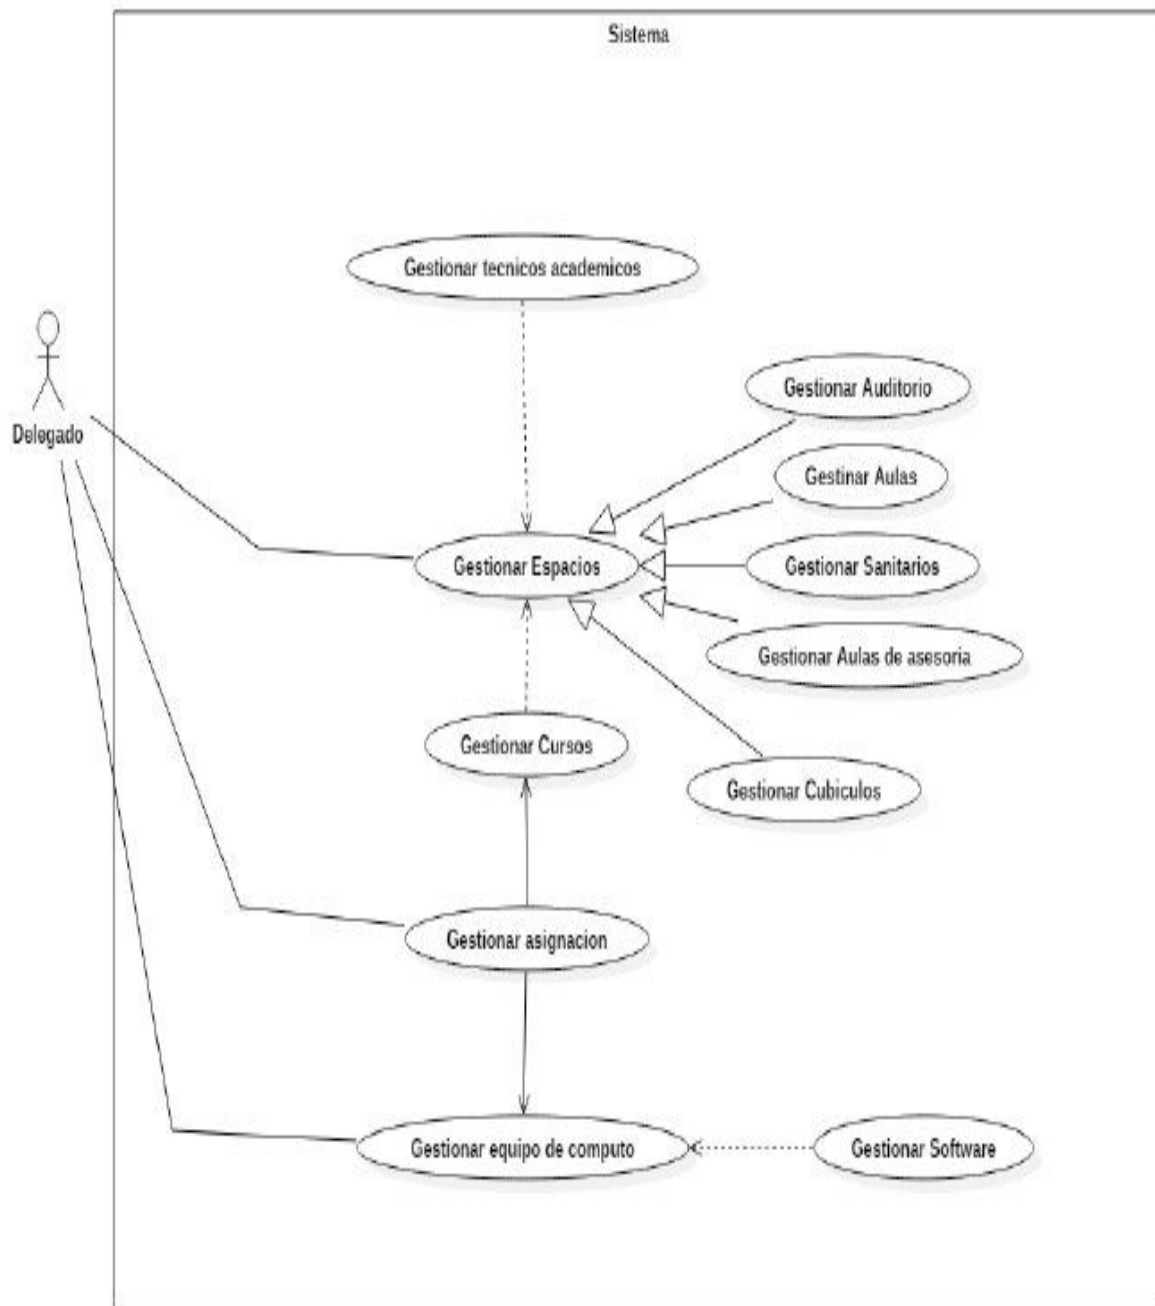 Sistema
Gestionar tecnicos academicos
Delegado
Gestionar Auditorio
Gestinar Aulas
Gestionar Espacios
Gestionar Sanitarios
Gestionar Aulas de asesoria
Gestionar Cursos
Gestionar Cubiculos
Gestionar asignacion
Gestionar equipo de computo
Gestionar Software